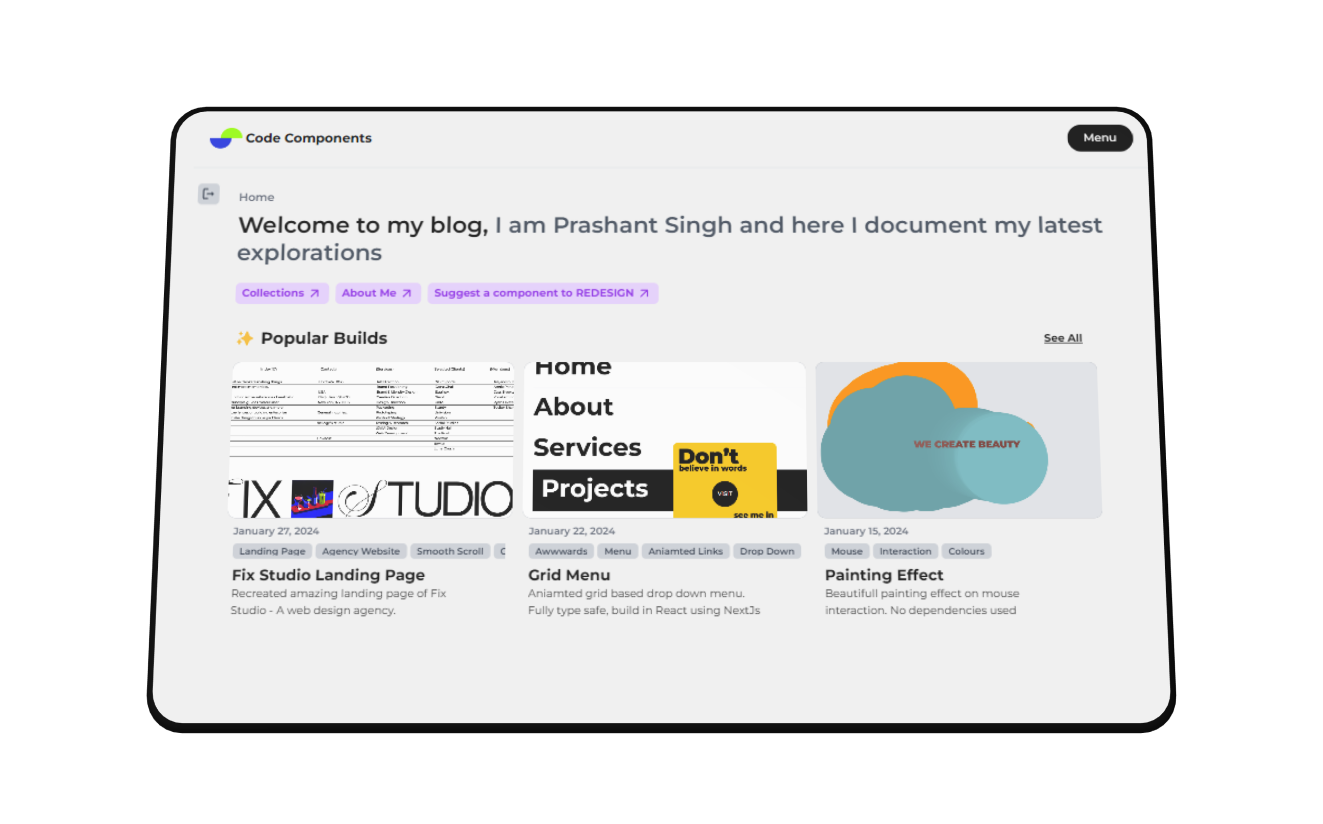 Code Components
Menu
Home
Welcome to my blog, I am Prashant Singh and here I document my latest
explorations
Collections
About Me
Suggest a component to REDESIGN
Popular Builds
See All
FIX STUDIO
January 27, 2024
Landing Page Agency Website Smooth Scroll
Fix Studio Landing Page
Recreated amazing landing page of Fix
Studio - A web design agency.
Home
About
Services
Projects
Don't
believe in words
VISIT
see me in
January 22, 2024
Awwwards Menu Aniamted Links Drop Down
Grid Menu
Aniamted grid based drop down menu.
Fully type safe, build in React using NextJs
WE CREATE BEAUTY
January 15, 2024
Mouse Interaction Colours
Painting Effect
Beautifull painting effect on mouse
interaction. No dependencies used